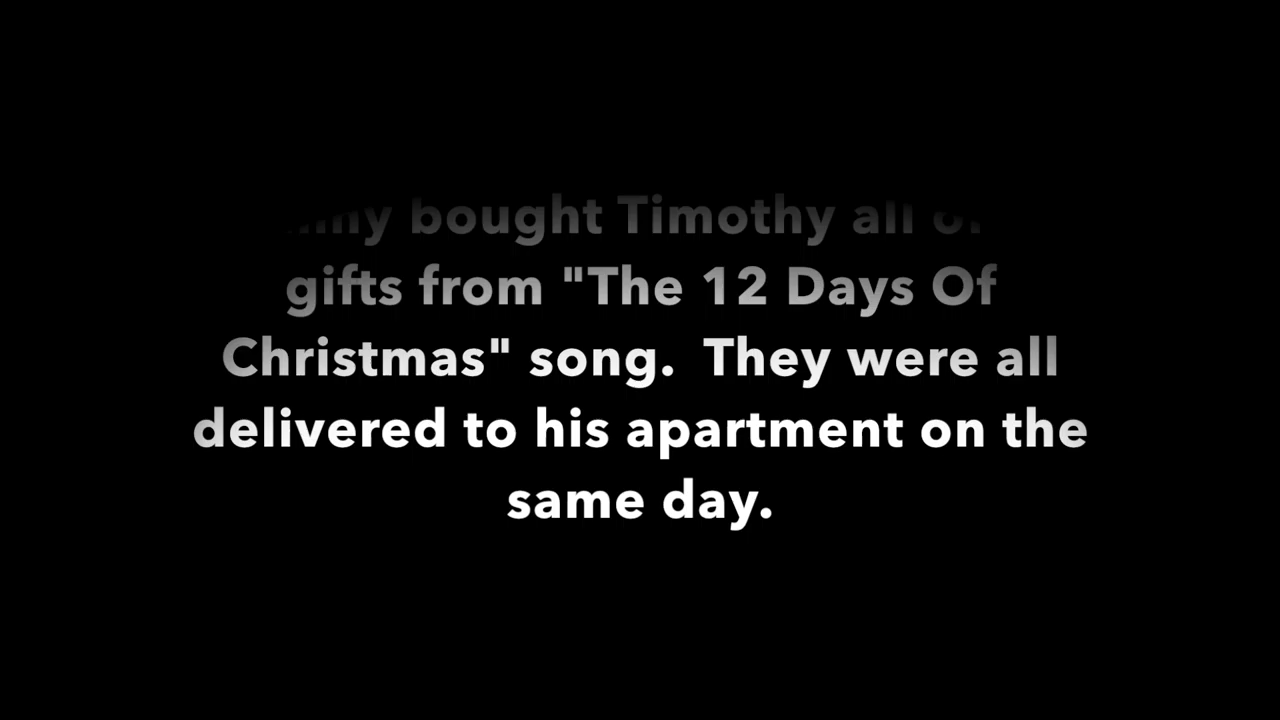 bought Timothy all of
gifts from "The 12 Days Of
Christmas" song. They were all
delivered to his apartment on the
same day.